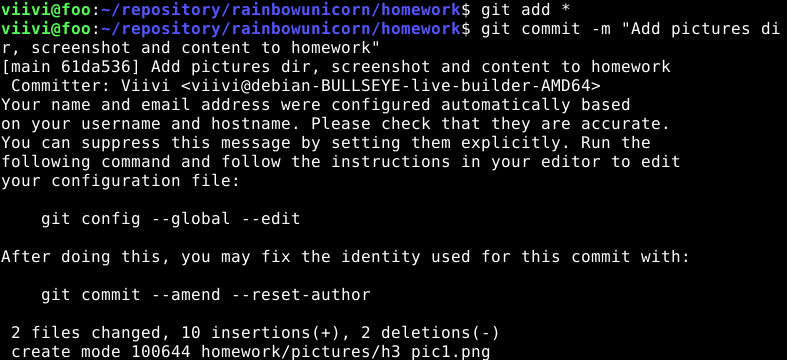 viivi@foo:~/repository/rainbowunicorn/homework$ git add *
viivi@foo:~/repository/rainbowunicorn/homework$ git commit -m "Add pictures di
r, screenshot and content to homework"
[main 61da536] Add pictures dir, screenshot and content to homework
 Committer: Viivi <viivi@debian-BULLSEYE-live-builder-AMD64>
Your name and email address were configured automatically based
on your username and hostname. Please check that they are accurate.
You can suppress this message by setting them explicitly. Run the
following command and follow the instructions in your editor to edit
your configuration file:
    git config --global --edit
After doing this, you may fix the identity used for this commit with:
    git commit --amend --reset-author
 2 files changed, 10 insertions(+), 2 deletions(-)
 create mode 100644 homework/pictures/h3 pic1.png